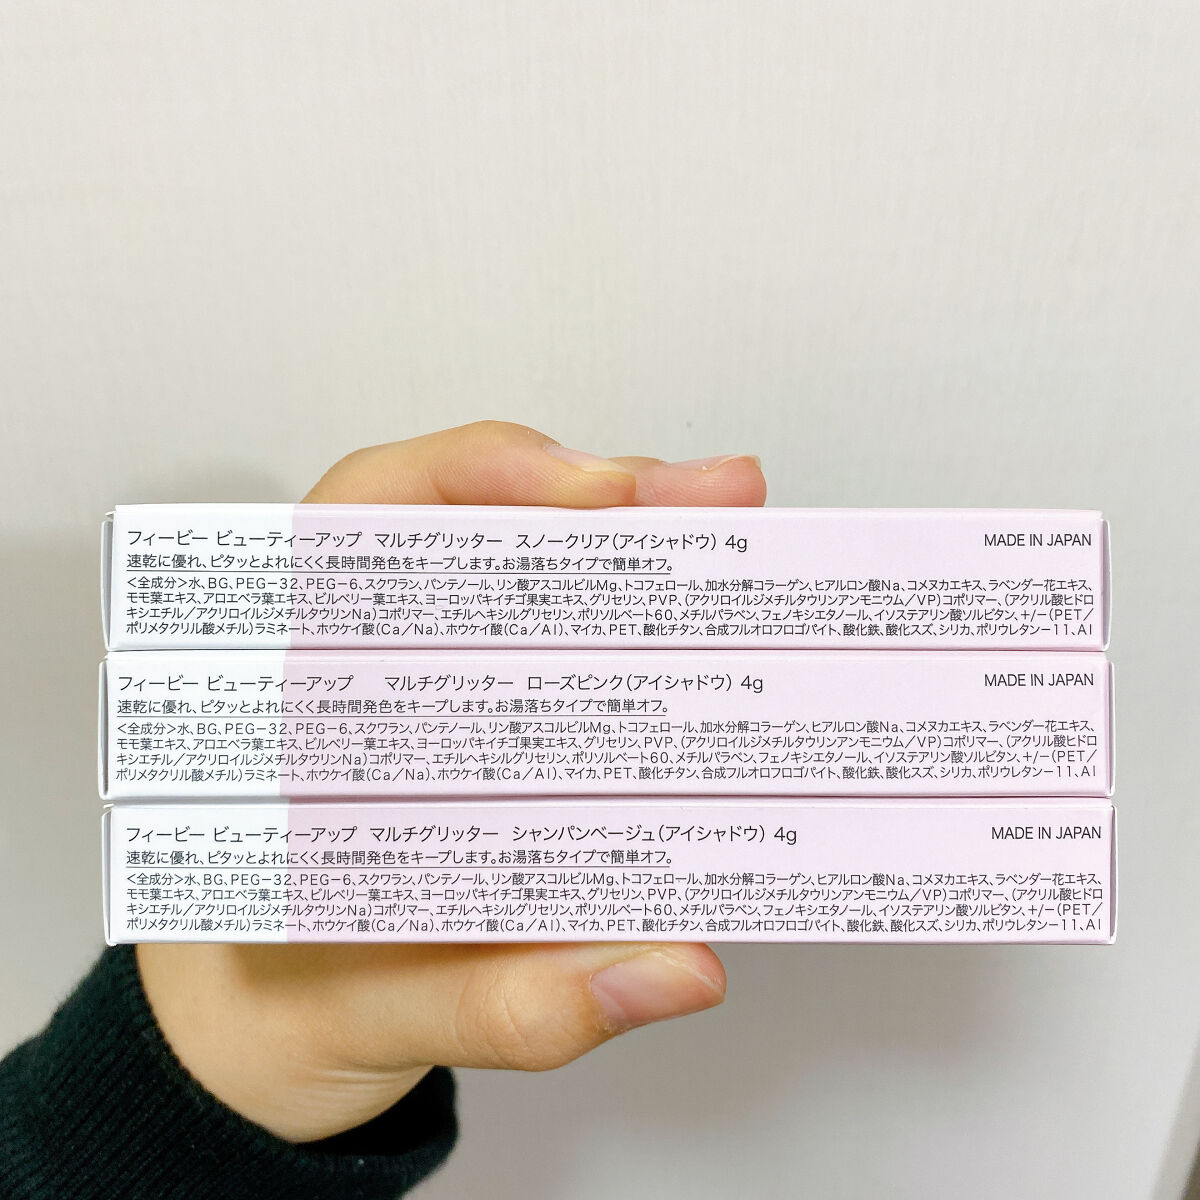 フィービー ビューティーアップ マルチグリッター スノークリア(アイシャドウ) 4g MADE IN JAPAN
速乾に優れ、ピタッとよれにくく長時間発色をキープします。お湯落ちタイプで簡単オフ。
<全成分>水、BG、PEG-32、PEG-6、スクワラン、パンテノール、リン酸アスコルビルMg、トコフェロール、加水分解コラーゲン、ヒアルロン酸Na、コメヌカエキス、ラベンダー花エキス、
モモ葉エキス、アロエベラ葉エキス、ビルベリー葉エキス、ヨーロッパキイチゴ果実エキス、グリセリン、PVP、(アクリロイルジメチルタウリンアンモニウム/VP)コポリマー、(アクリル酸ヒドロ
キシエチル/アクリロイルジメチルタウリンNa)コポリマー、エチルヘキシルグリセリン、ポリソルベート60、メチルパラベン、フェノキシエタノール、イソステアリン酸ソルビタン、+/-(PET/
ポリメタクリル酸メチル)ラミネート、ホウケイ酸(Ca/Na)、ホウケイ酸(Ca/Al)、マイカ、PET、酸化チタン、合成フルオロフロゴパイト、酸化鉄、酸化スズ、シリカ、ポリウレタン-11、Al
フィービー ビューティーアップ マルチグリッター ローズピンク(アイシャドウ) 4g MADE IN JAPAN
速乾に優れ、ピタッとよれにくく長時間発色をキープします。お湯落ちタイプで簡単オフ。
<全成分>水、BG、PEG-32、PEG-6、スクワラン、パンテノール、リン酸アスコルビルMg、トコフェロール、加水分解コラーゲン、ヒアルロン酸Na、コメヌカエキス、ラベンダー花エキス、
モモ葉エキス、アロエベラ葉エキス、ビルベリー葉エキス、ヨーロッパキイチゴ果実エキス、グリセリン、PVP、(アクリロイルジメチルタウリンアンモニウム/VP)コポリマー、(アクリル酸ヒドロ
キシエチル/アクリロイルジメチルタウリンNa)コポリマー、エチルヘキシルグリセリン、ポリソルベート60、メチルパラベン、フェノキシエタノール、イソステアリン酸ソルビタン、+/-(PET/
ポリメタクリル酸メチル)ラミネート、ホウケイ酸(Ca/Na)、ホウケイ酸(Ca/Al)、マイカ、PET、酸化チタン、合成フルオロフロゴパイト、酸化鉄、酸化スズ、シリカ、ポリウレタン-11、Al
フィービー ビューティーアップ マルチグリッター シャンパンベージュ(アイシャドウ) 4g MADE IN JAPAN
速乾に優れ、ピタッとよれにくく長時間発色をキープします。お湯落ちタイプで簡単オフ。
<全成分>水、BG、PEG-32、PEG-6、スクワラン、パンテノール、リン酸アスコルビルMg、トコフェロール、加水分解コラーゲン、ヒアルロン酸Na、コメヌカエキス、ラベンダー花エキス、
モモ葉エキス、アロエベラ葉エキス、ビルベリー葉エキス、ヨーロッパキイチゴ果実エキス、グリセリン、PVP、(アクリロイルジメチルタウリンアンモニウム/VP)コポリマー、(アクリル酸ヒドロ
キシエチル/アクリロイルジメチルタウリンNa)コポリマー、エチルヘキシルグリセリン、ポリソルベート60、メチルパラベン、フェノキシエタノール、イソステアリン酸ソルビタン、+/-(PET/
ポリメタクリル酸メチル)ラミネート、ホウケイ酸(Ca/Na)、ホウケイ酸(Ca/Al)、マイカ、PET、酸化チタン、合成フルオロフロゴパイト、酸化鉄、酸化スズ、シリカ、ポリウレタン-11、Al